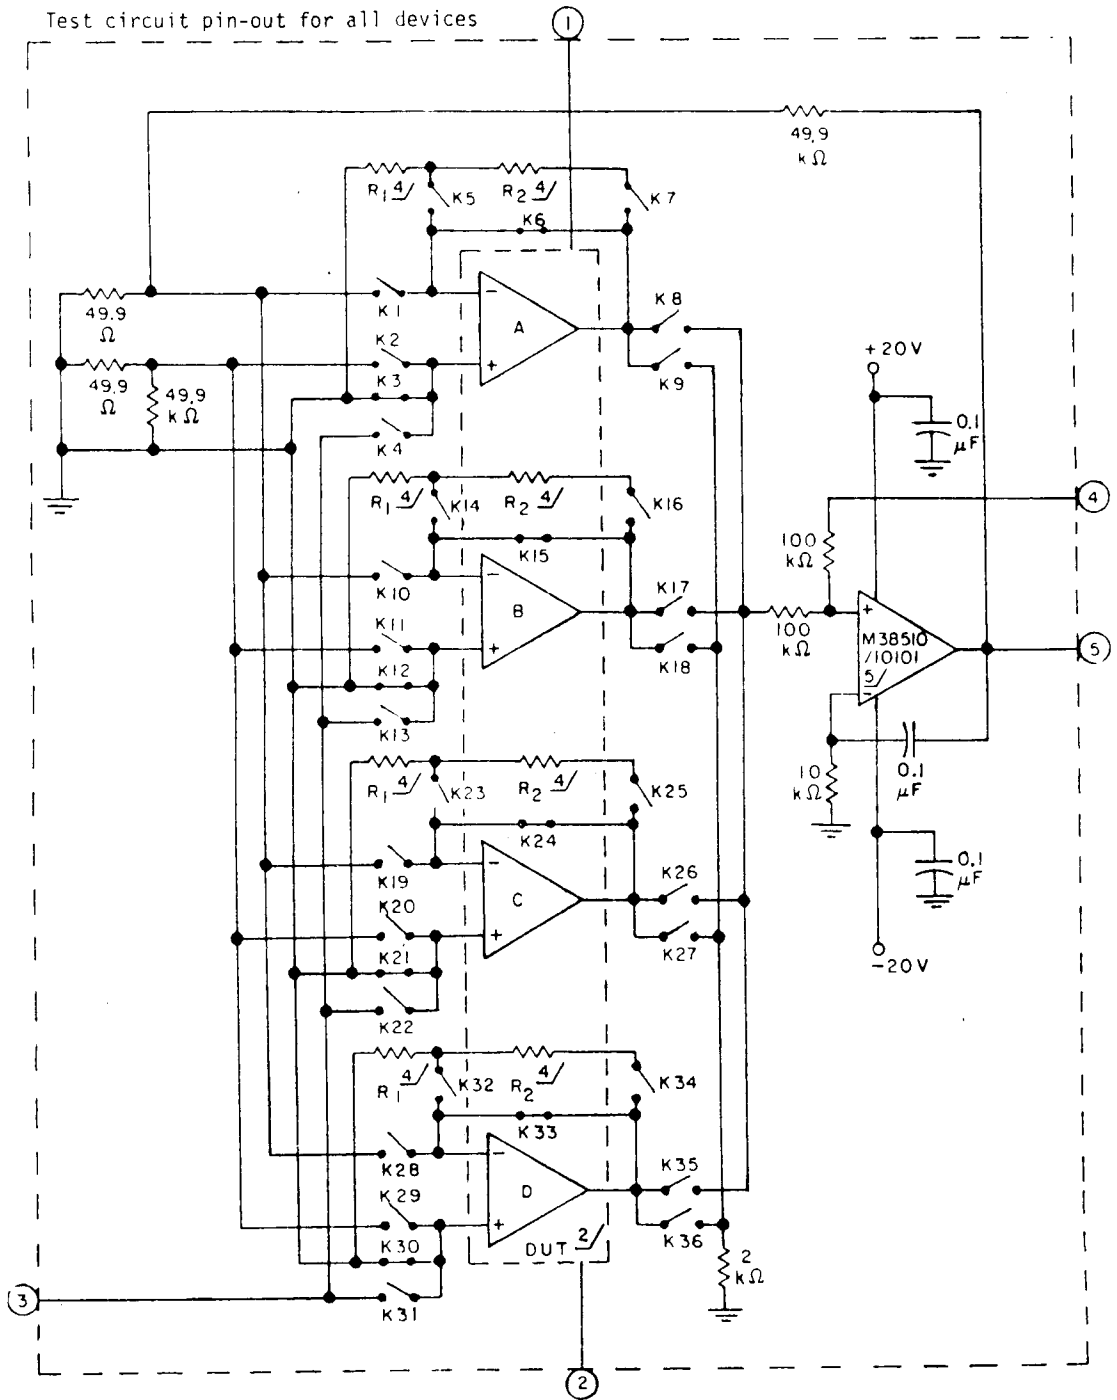 Test circuit pin-out for all devices
1
49.9
kΩ
R1 4/
K5
R2 4/
K7
K6
49.9
Ω
K1
−
A
+
K8
K9
K2
K3
K4
49.9
Ω
49.9
kΩ
+20V
0.1
μF
R1 4/
K14
R2 4/
K16
K15
4
100
kΩ
K10
−
B
+
K17
K18
K11
K12
K13
100
kΩ
+
M38510
/10101
5/
−
5
10
kΩ
0.1
μF
R1 4/
K23
R2 4/
K25
K24
0.1
μF
K19
−
C
+
K26
K27
K20
K21
K22
−20V
R1 4/
K32
R2 4/
K34
K33
K28
−
D
+
K35
K36
K29
K30
K31
DUT 2/
2
kΩ
3
2